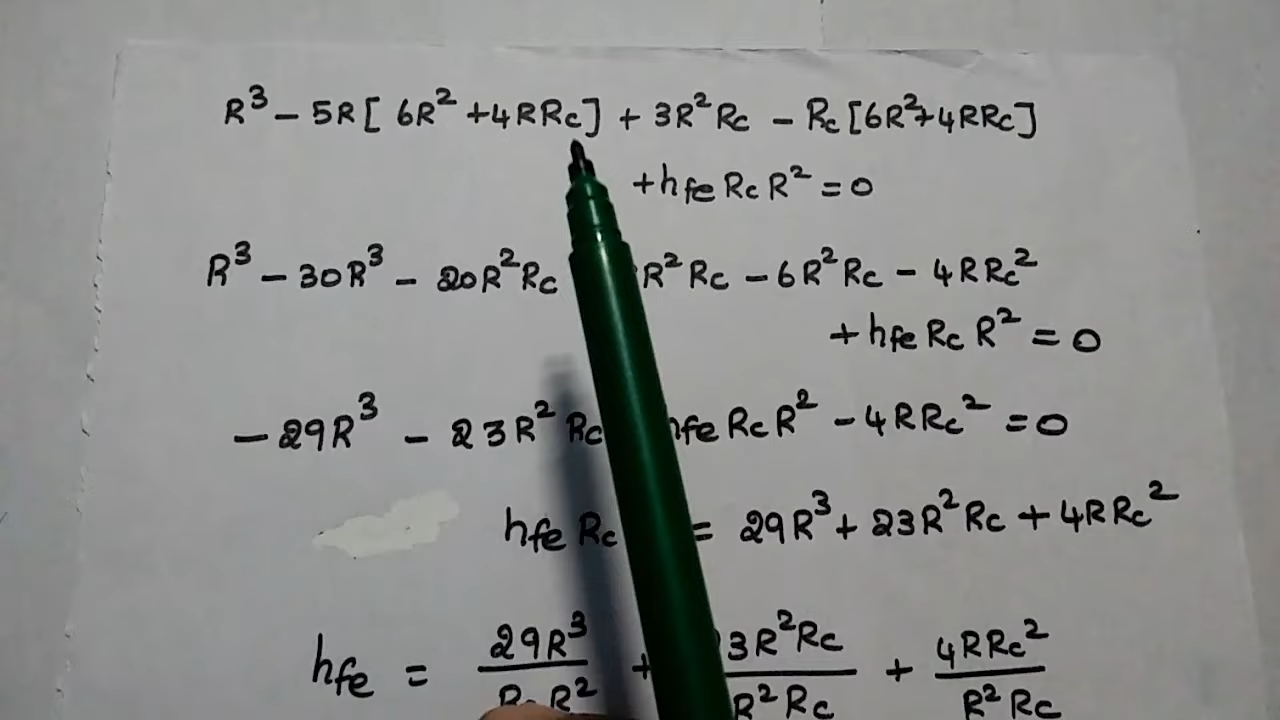 R³ - 5R [ 6R² + 4RRc ] + 3R²Rc - Rc [6R² + 4RRc]
+ hfe Rc R² = 0
R³ - 30R³ - 20R²Rc R²Rc - 6R²Rc - 4RRc²
+ hfe Rc R² = 0
- 29R³ - 23R²Rc hfe Rc R² - 4RRc² = 0
hfe Rc = 29R³ + 23R²Rc + 4RRc²
hfe = 29R³ / R²  + 3R²Rc / R²Rc + 4RRc² / R²Rc